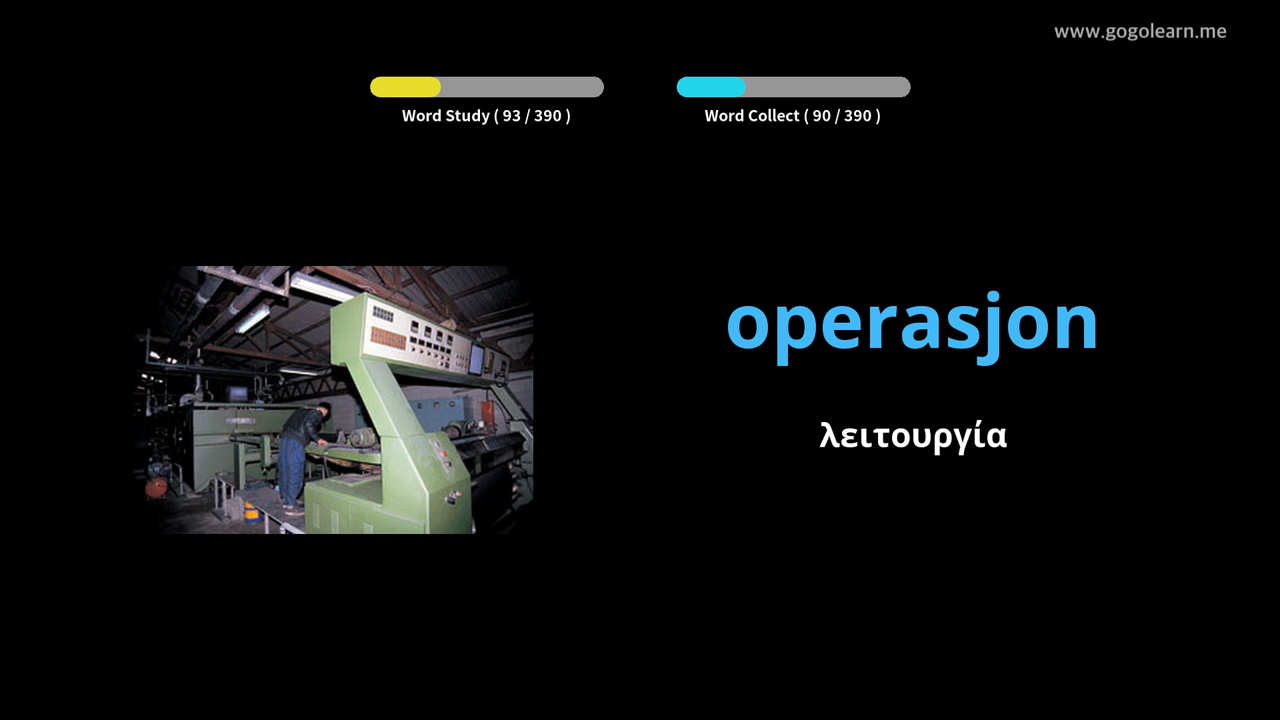 www.gogolearn.me
Word Study ( 93 / 390 )
Word Collect ( 90 / 390 )
operasjon
λειτουργία